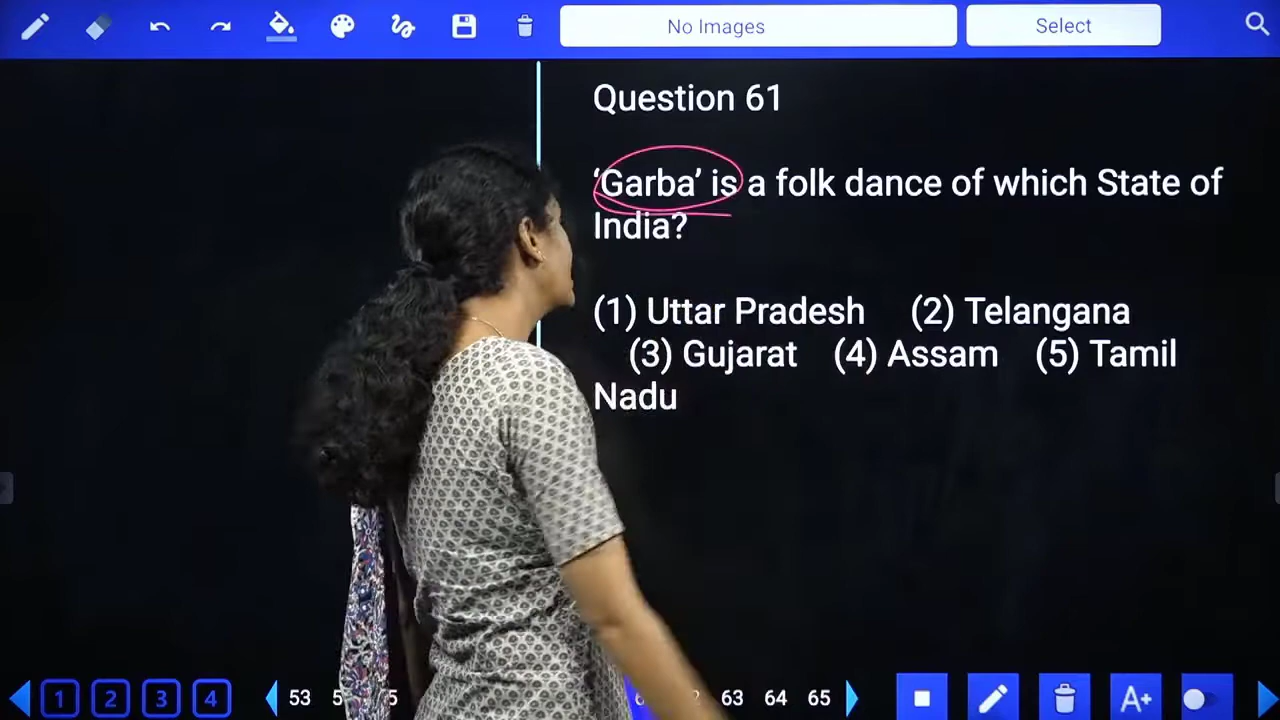 No Images
Select
Question 61
‘Garba’ is a folk dance of which State of
India?
(1) Uttar Pradesh (2) Telangana
(3) Gujarat (4) Assam (5) Tamil
Nadu
1 2 3 4 53 63 64 65 A+